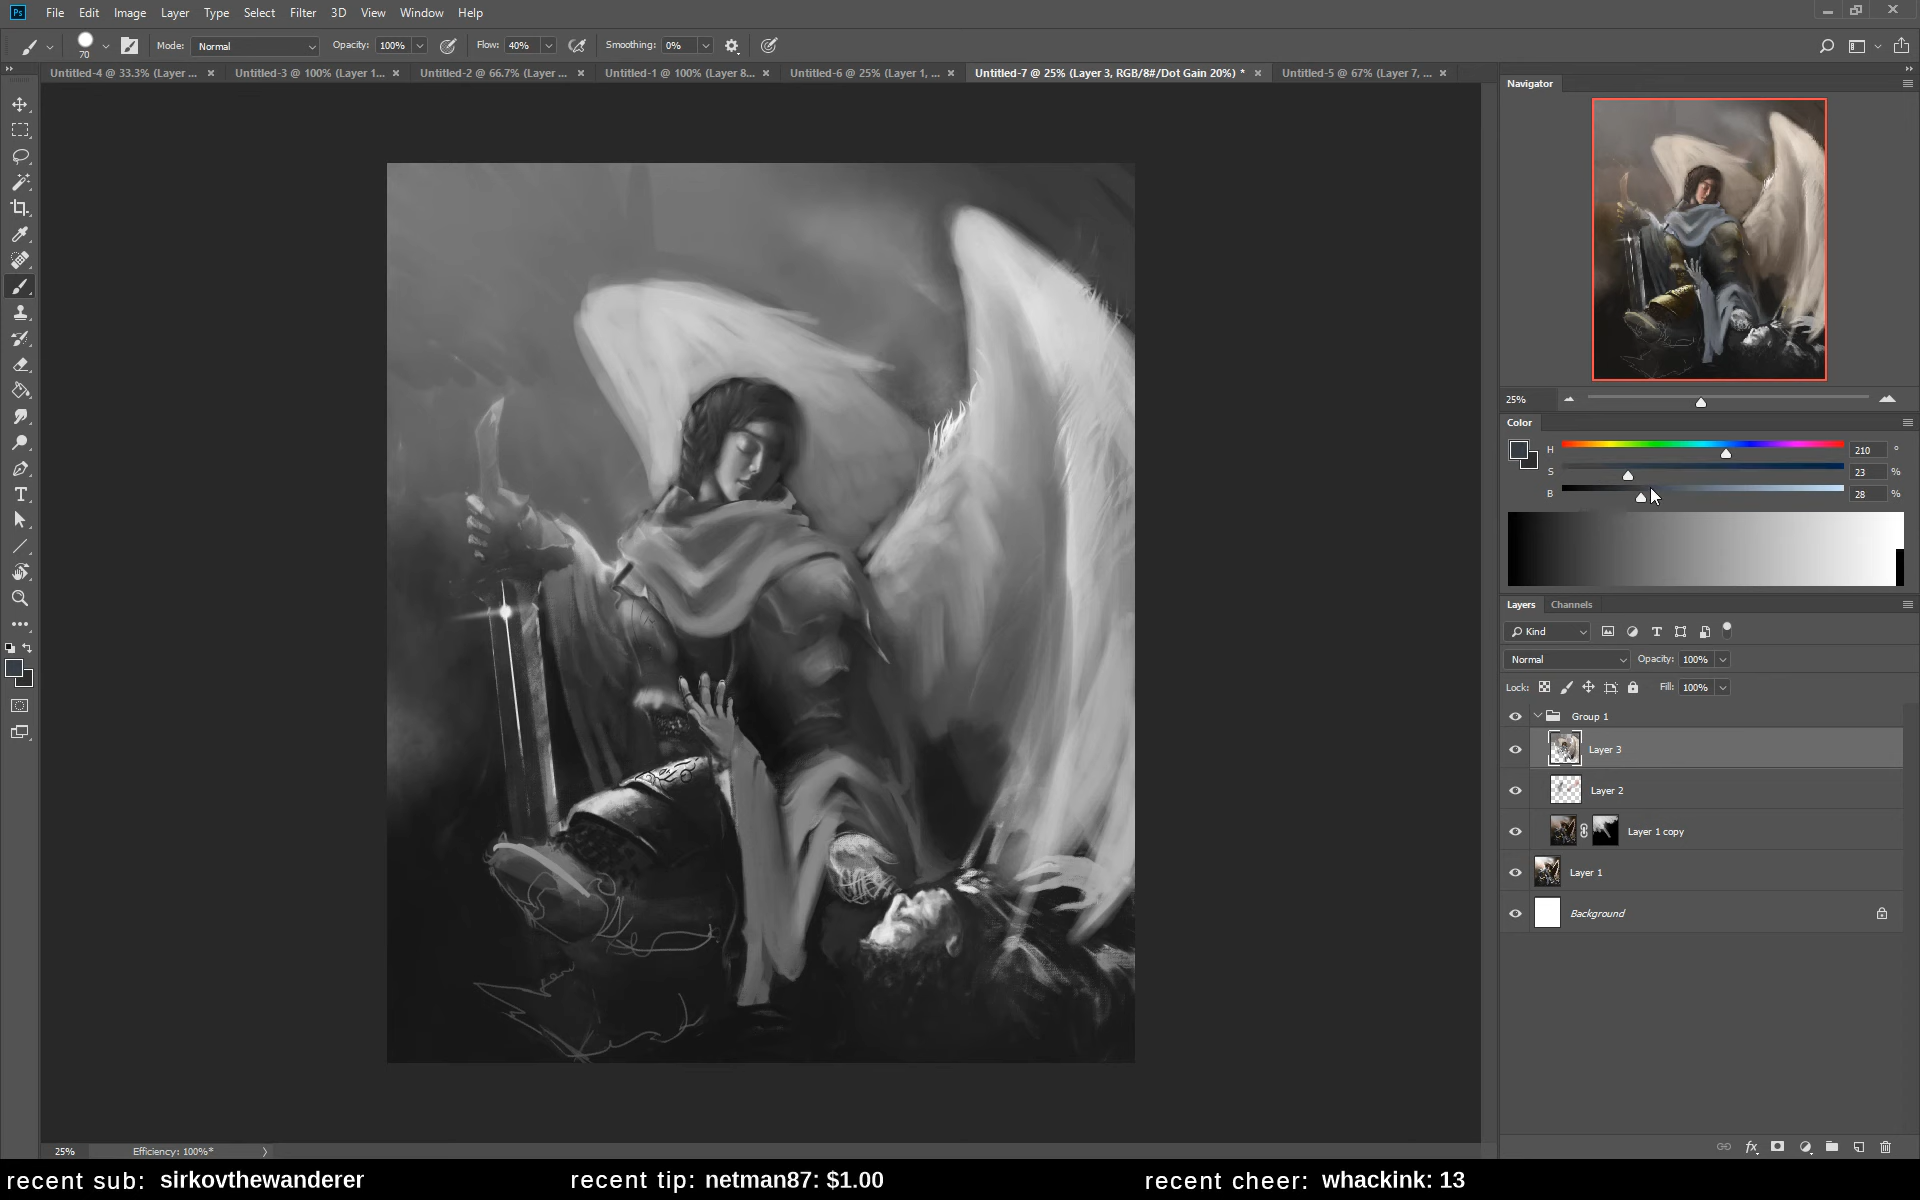 Ps File Edit Image Layer Type Select Filter 3D View Window Help
70 Mode: Normal Opacity: 100% Flow: 40% Smoothing: 0%
Untitled-4 @ 33.3% (Layer ... × Untitled-3 @ 100% (Layer 1... × Untitled-2 @ 66.7% (Layer ... × Untitled-1 @ 100% (Layer 8... × Untitled-6 @ 25% (Layer 1, ... × Untitled-7 @ 25% (Layer 3, RGB/8#/Dot Gain 20%) * × Untitled-5 @ 67% (Layer 7, ... ×
Navigator
25%
Color
H 210 °
S 23 %
B 28 %
Layers Channels
Kind
Normal Opacity: 100%
Lock: Fill: 100%
Group 1
Layer 3
Layer 2
Layer 1 copy
Layer 1
Background
fx
25% Efficiency: 100%*
recent sub: sirkovthewanderer recent tip: netman87: $1.00 recent cheer: whackink: 13